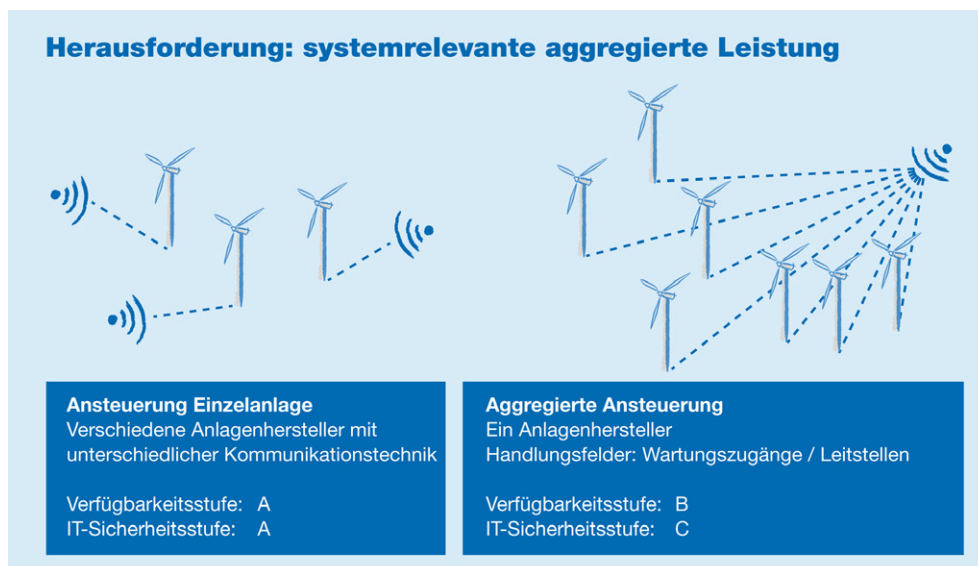 Herausforderung: systemrelevante aggregierte Leistung
Ansteuerung Einzelanlage
Verschiedene Anlagenhersteller mit
unterschiedlicher Kommunikationstechnik
Verfügbarkeitsstufe: A
IT-Sicherheitsstufe: A
Aggregierte Ansteuerung
Ein Anlagenhersteller
Handlungsfelder: Wartungszugänge / Leitstellen
Verfügbarkeitsstufe: B
IT-Sicherheitsstufe: C